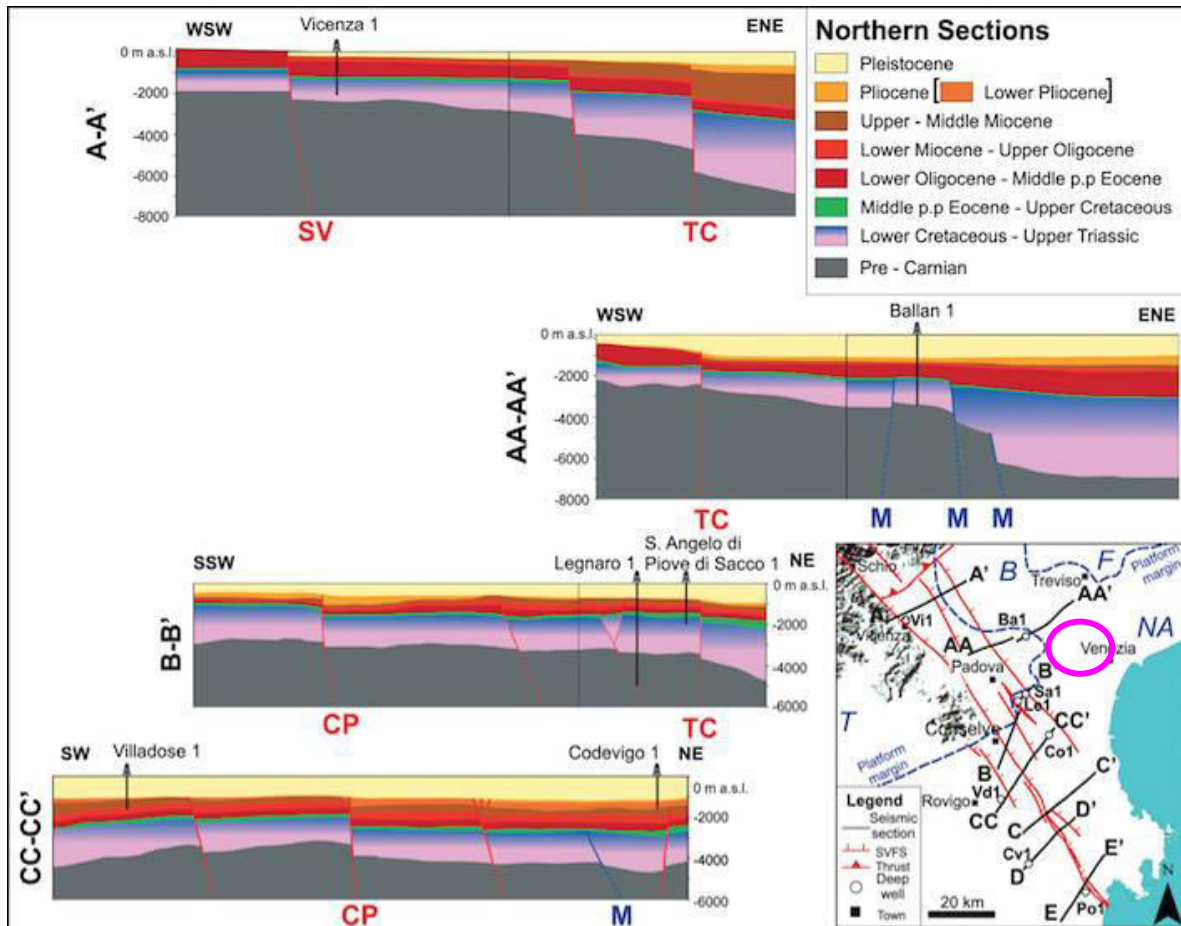 WSW
Vicenza 1
ENE
0 m a.s.l.
-2000
-4000
-6000
-8000
A-A'
SV
TC
Northern Sections
Pleistocene
Pliocene [ Lower Pliocene]
Upper - Middle Miocene
Lower Miocene - Upper Oligocene
Lower Oligocene - Middle p.p Eocene
Middle p.p Eocene - Upper Cretaceous
Lower Cretaceous - Upper Triassic
Pre - Carnian
WSW
Ballan 1
ENE
0 m a.s.l.
-2000
-4000
-6000
-8000
AA-AA'
TC
M
M
M
SSW
Legnaro 1
S. Angelo di
Piove di Sacco 1
NE
0 m a.s.l.
-2000
-4000
-6000
B-B'
CP
TC
SW
Villadose 1
Codevigo 1
NE
0 m a.s.l.
-2000
-4000
-6000
CC-CC'
CP
M
Schio
A'
B
F
Treviso
Platform
margin
AA'
A
Vi1
Vicenza
Ba1
NA
AA
Venezia
Padova
B
Sa1
Le1
T
Conselve
CC'
Co1
Platform
margin
B
C'
Vd1
Rovigo
CC
C
D'
Cv1
D
E'
E
Po1
Legend
Seismic
section
SVFS
Thrust
Deep
well
Town
20 km
N